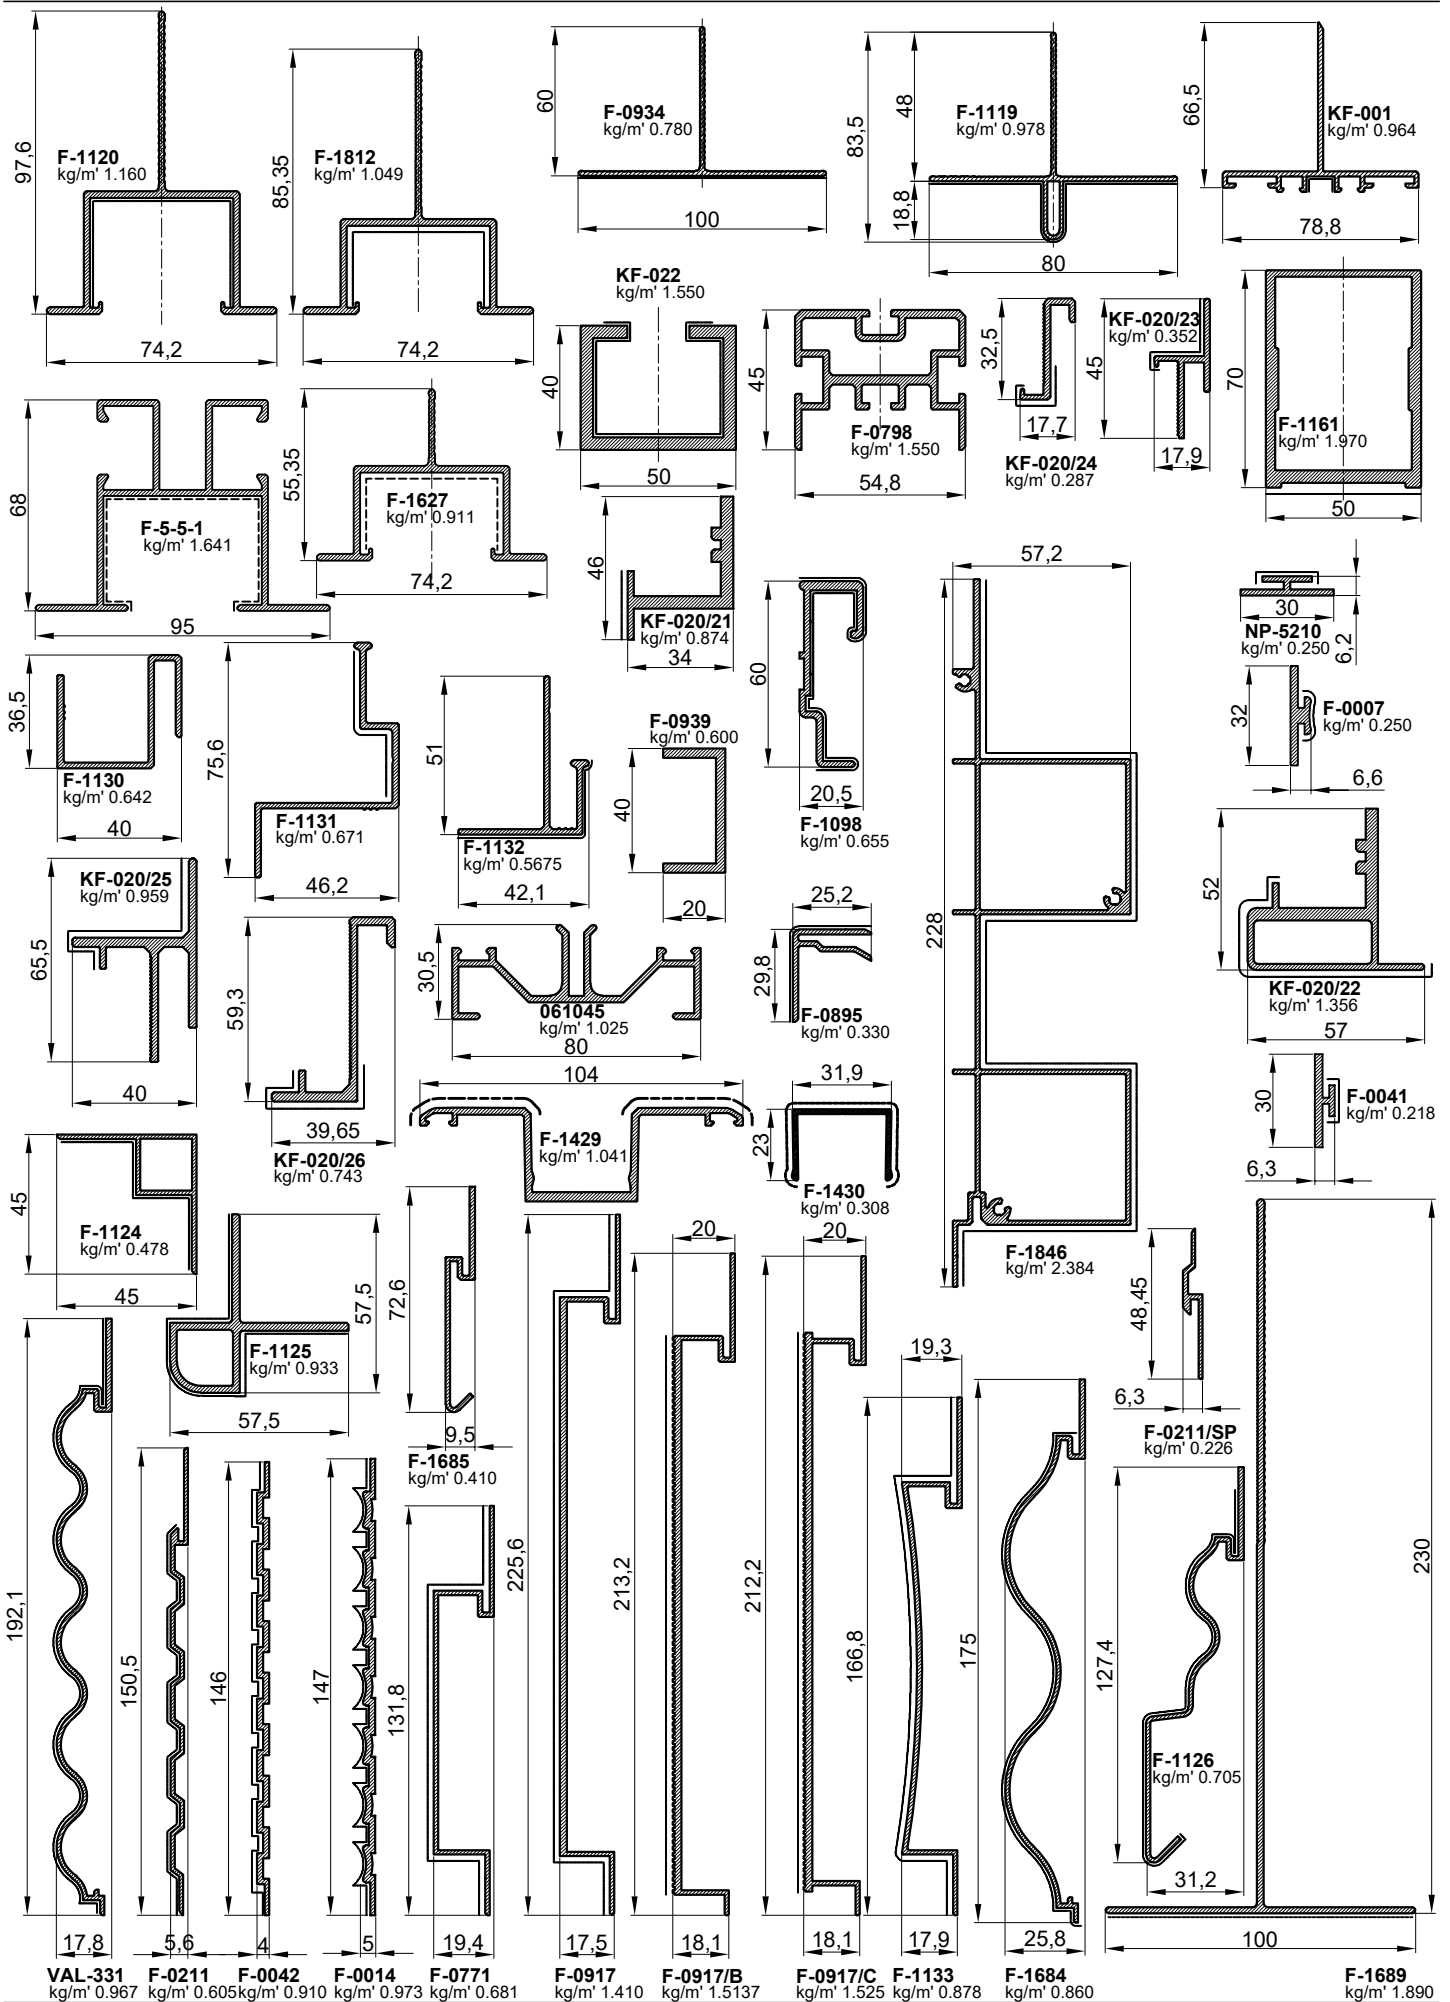 97,6
F-1120
kg/m' 1.160
74,2
85,35
F-1812
kg/m' 1.049
74,2
60
F-0934
kg/m' 0.780
100
83,5
48
18,8
F-1119
kg/m' 0.978
80
66,5
KF-001
kg/m' 0.964
78,8
KF-022
kg/m' 1.550
40
50
45
F-0798
kg/m' 1.550
54,8
32,5
17,7
KF-020/24
kg/m' 0.287
KF-020/23
kg/m' 0.352
45
17,9
70
F-1161
kg/m' 1.970
50
68
F-5-5-1
kg/m' 1.641
95
55,35
F-1627
kg/m' 0.911
74,2
46
KF-020/21
kg/m' 0.874
34
60
20,5
F-1098
kg/m' 0.655
57,2
228
F-1846
kg/m' 2.384
30
NP-5210
kg/m' 0.250
6,2
32
F-0007
kg/m' 0.250
6,6
36,5
F-1130
kg/m' 0.642
40
75,6
F-1131
kg/m' 0.671
46,2
51
F-1132
kg/m' 0.5675
42,1
F-0939
kg/m' 0.600
40
20
52
KF-020/22
kg/m' 1.356
57
KF-020/25
kg/m' 0.959
65,5
40
59,3
39,65
KF-020/26
kg/m' 0.743
30,5
061045
kg/m' 1.025
80
25,2
29,8
F-0895
kg/m' 0.330
104
F-1429
kg/m' 1.041
31,9
23
F-1430
kg/m' 0.308
30
F-0041
kg/m' 0.218
6,3
45
F-1124
kg/m' 0.478
45
57,5
F-1125
kg/m' 0.933
57,5
72,6
9,5
F-1685
kg/m' 0.410
48,45
6,3
F-0211/SP
kg/m' 0.226
192,1
17,8
VAL-331
kg/m' 0.967
150,5
5,6
F-0211
kg/m' 0.605
146
4
F-0042
kg/m' 0.910
147
5
F-0014
kg/m' 0.973
131,8
19,4
F-0771
kg/m' 0.681
225,6
17,5
F-0917
kg/m' 1.410
20
213,2
18,1
F-0917/B
kg/m' 1.5137
20
212,2
18,1
F-0917/C
kg/m' 1.525
19,3
166,8
17,9
F-1133
kg/m' 0.878
175
25,8
F-1684
kg/m' 0.860
127,4
F-1126
kg/m' 0.705
31,2
230
100
F-1689
kg/m' 1.890